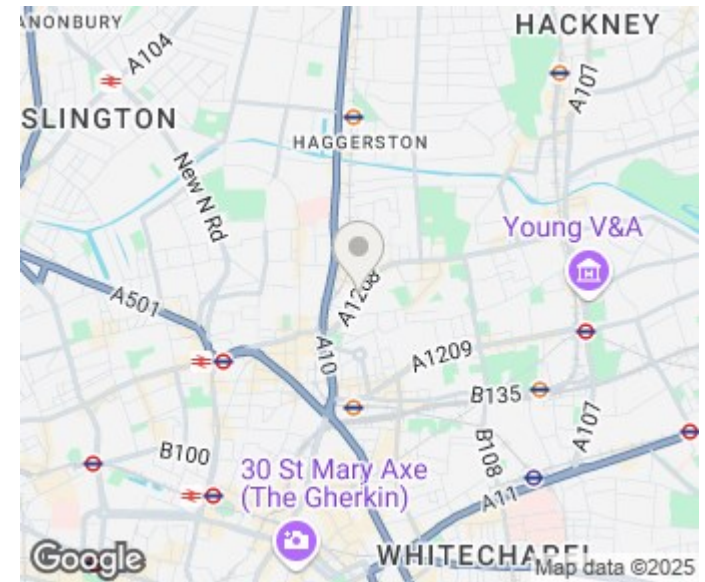 ANONBURY
HACKNEY
A104
A107
SLINGTON
HAGGERSTON
New N Rd
Young V&A
A1208
A501
A10
A1209
B135
B100
B108
A107
30 St Mary Axe
(The Gherkin)
A11
WHITECHAPEL
Google
Map data ©2025